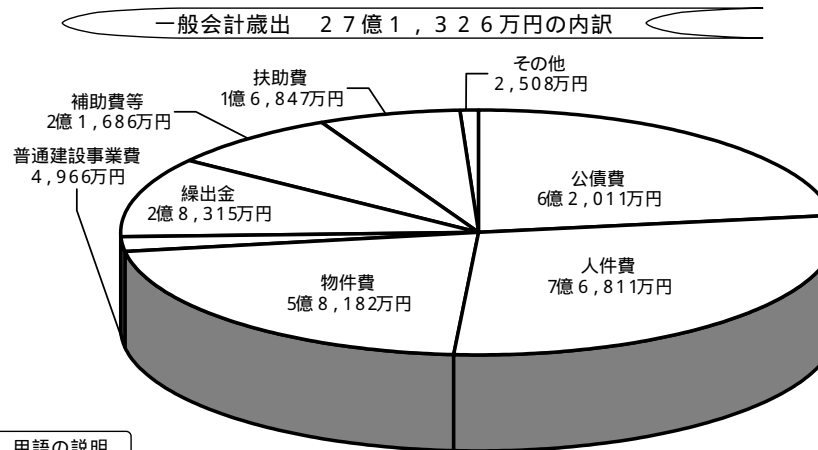 一般会計歳出　２７億１，３２６万円の内訳
その他
2,508万円
扶助費
1億6,847万円
補助費等
2億1,686万円
普通建設事業費
4,966万円
繰出金
2億8,315万円
公債費
6億2,011万円
人件費
7億6,811万円
物件費
5億8,182万円
用語の説明